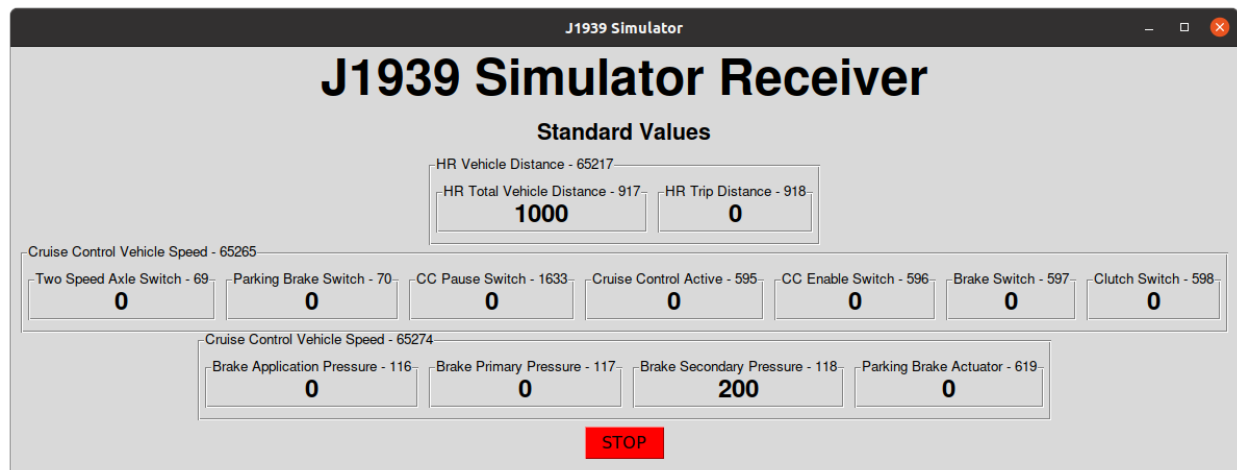 J1939 Simulator
J1939 Simulator Receiver
Standard Values
HR Vehicle Distance - 65217
HR Total Vehicle Distance - 917 HR Trip Distance - 918
1000 0
Cruise Control Vehicle Speed - 65265
Two Speed Axle Switch - 69 Parking Brake Switch - 70 CC Pause Switch - 1633 Cruise Control Active - 595 CC Enable Switch - 596 Brake Switch - 597 Clutch Switch - 598
0 0 0 0 0 0 0
Cruise Control Vehicle Speed - 65274
Brake Application Pressure - 116 Brake Primary Pressure - 117 Brake Secondary Pressure - 118 Parking Brake Actuator - 619
0 0 200 0
STOP